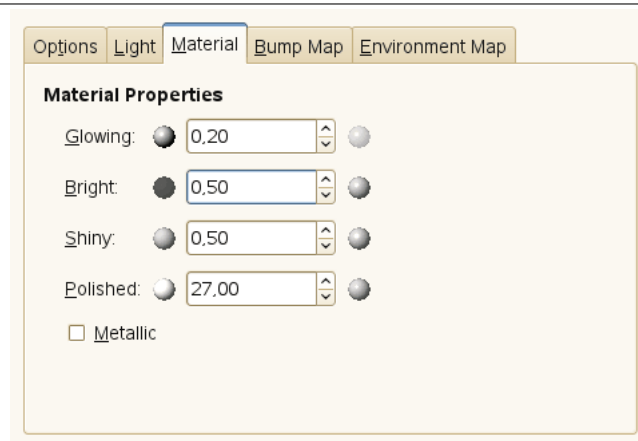 Options Light Material Bump Map Environment Map
Material Properties
Glowing: 0,20
Bright: 0,50
Shiny: 0,50
Polished: 27,00
Metallic